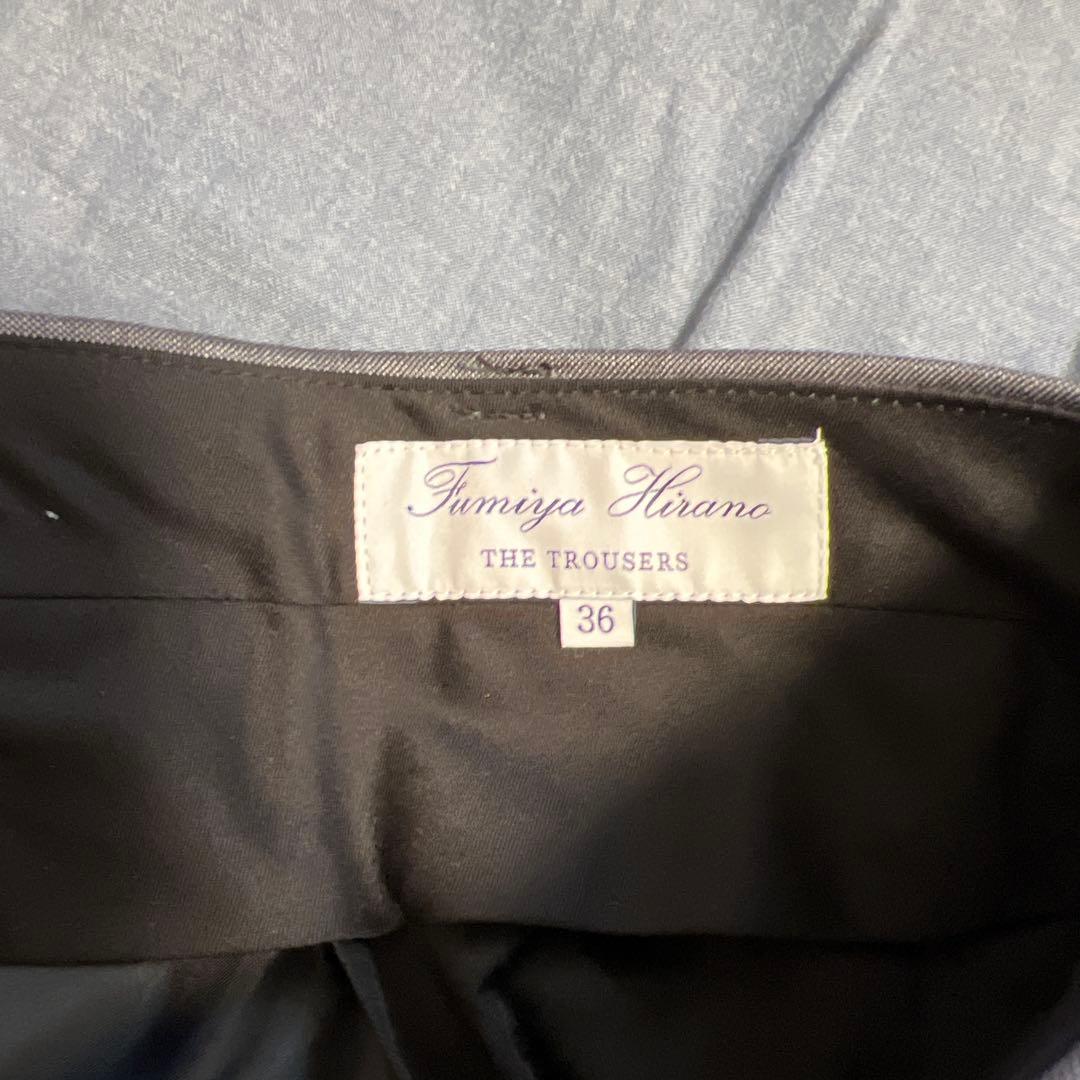 Fumiya Hirano
THE TROUSERS
36